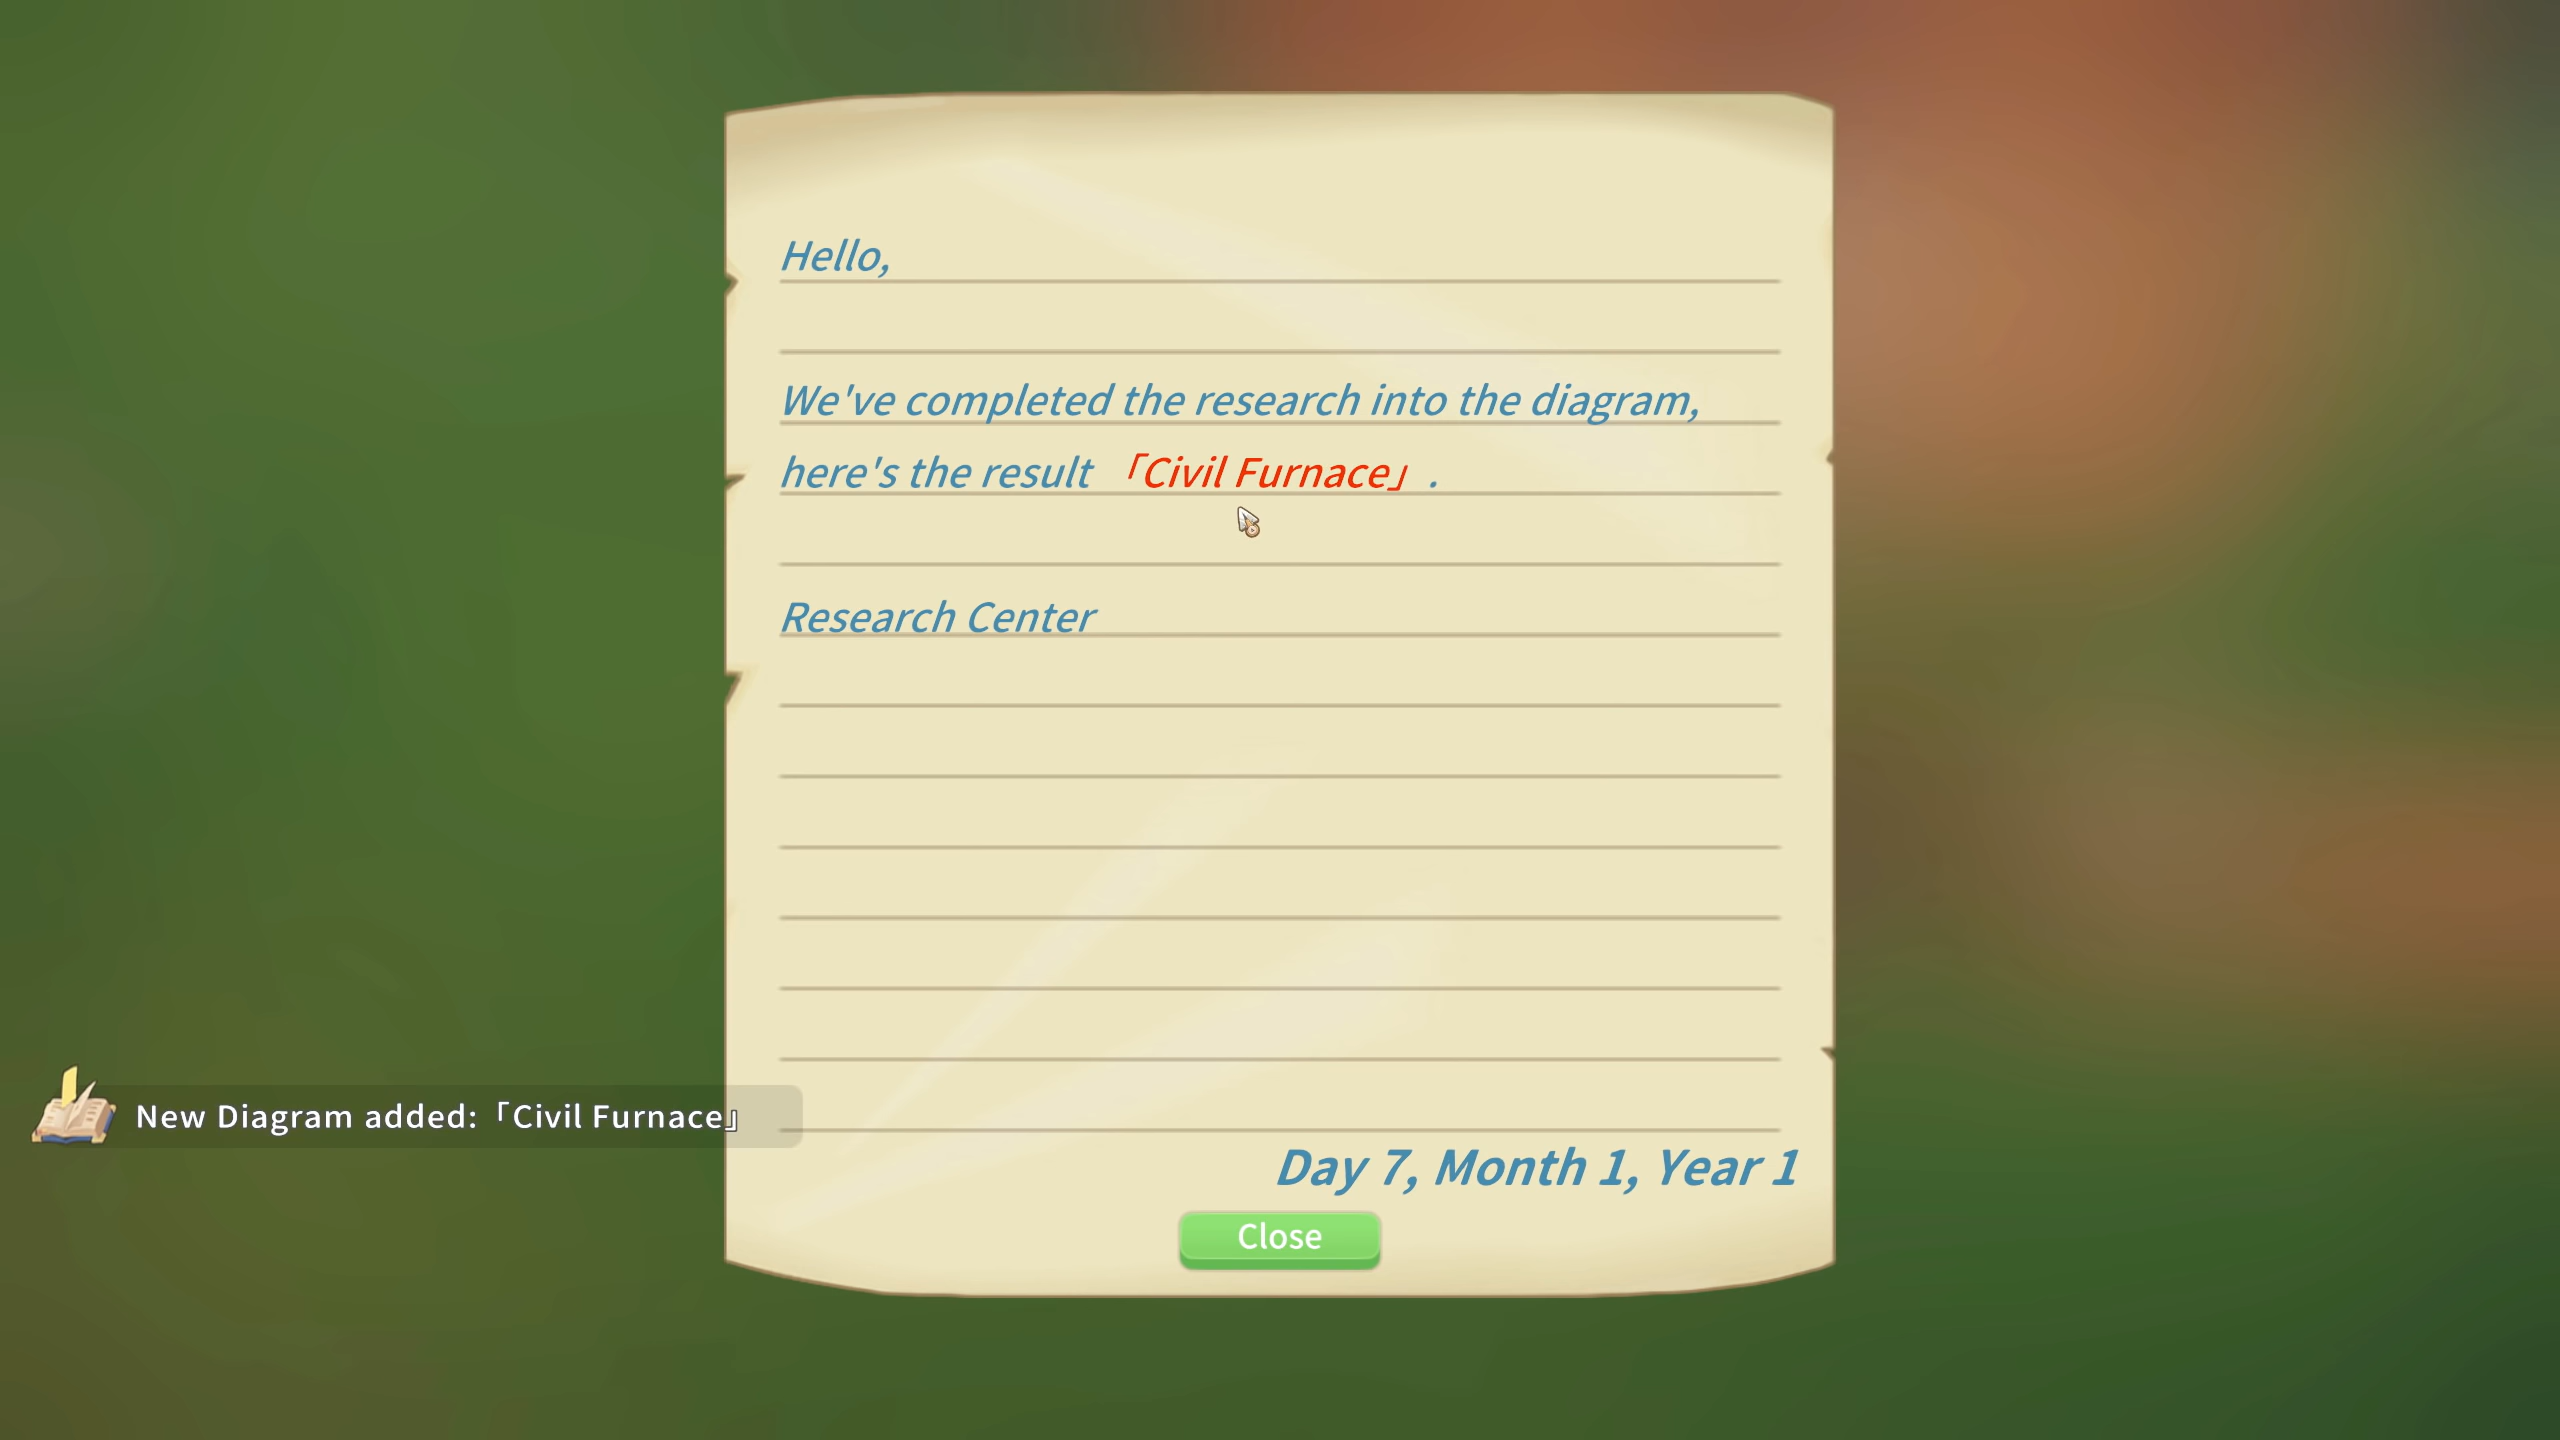 Hello,
We've completed the research into the diagram,
here's the result 「Civil Furnace」 .
Research Center
New Diagram added:「Civil Furnace」
Day 7, Month 1, Year 1
Close